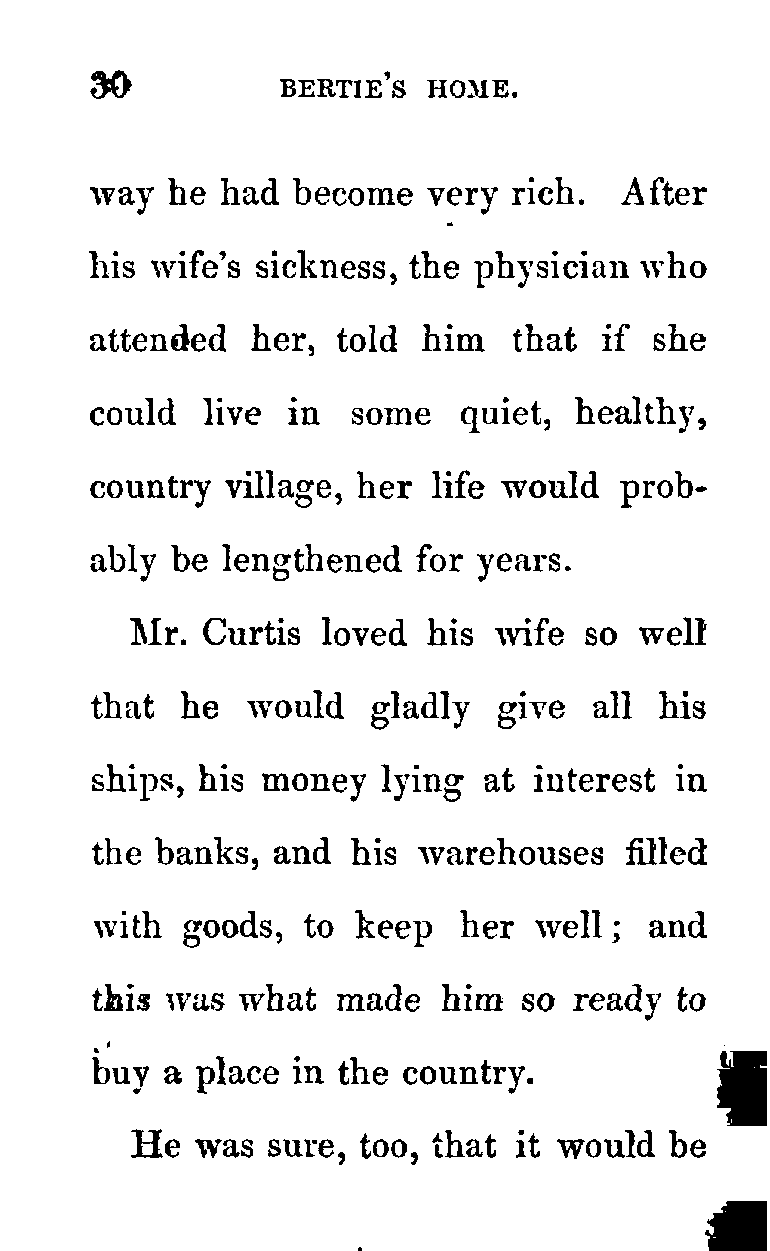 30 BERTIE'S HOME.
way he had become very rich. After
his wife's sickness, the physician who
attended her, told him that if she
could live in some quiet, healthy,
country village, her life would prob-
ably be lengthened for years.
Mr. Curtis loved his wife so well
that he would gladly give all his
ships, his money lying at interest in
the banks, and his warehouses filled
with goods, to keep her well; and
this was what made him so ready to
buy a place in the country.
He was sure, too, that it would be